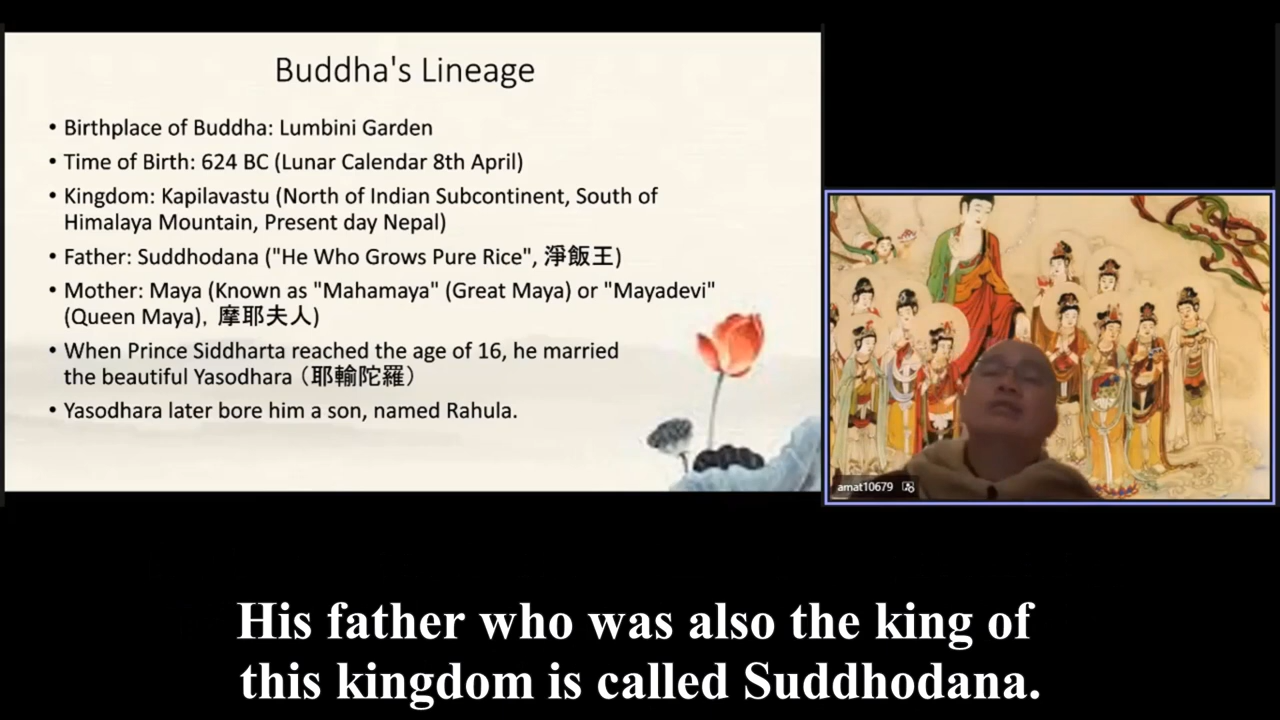 Buddha's Lineage
• Birthplace of Buddha: Lumbini Garden
• Time of Birth: 624 BC (Lunar Calendar 8th April)
• Kingdom: Kapilavastu (North of Indian Subcontinent, South of
Himalaya Mountain, Present day Nepal)
• Father: Suddhodana ("He Who Grows Pure Rice", 淨飯王)
• Mother: Maya (Known as "Mahamaya" (Great Maya) or "Mayadevi"
(Queen Maya), 摩耶夫人)
• When Prince Siddharta reached the age of 16, he married
the beautiful Yasodhara (耶輸陀羅)
• Yasodhara later bore him a son, named Rahula.
amat10679
His father who was also the king of
this kingdom is called Suddhodana.